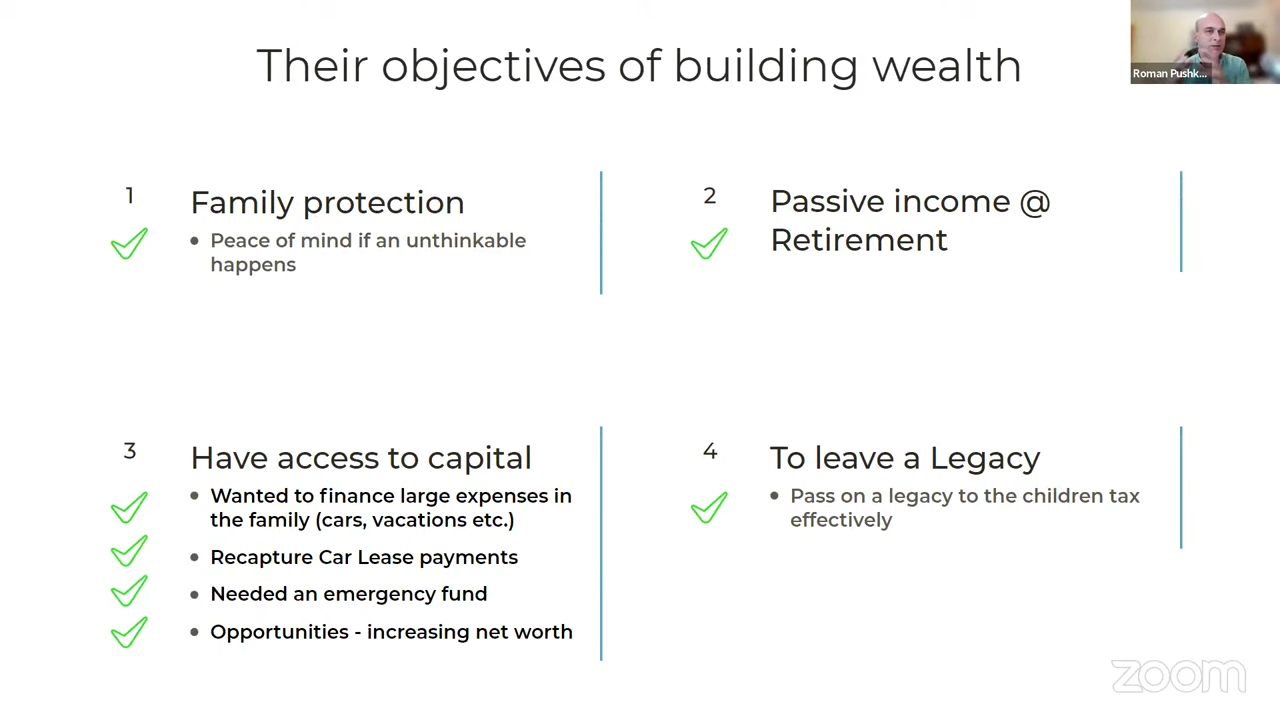 Their objectives of building wealth
Roman Pushk...
1
Family protection
• Peace of mind if an unthinkable
happens
2
Passive income @
Retirement
3
Have access to capital
• Wanted to finance large expenses in
the family (cars, vacations etc.)
• Recapture Car Lease payments
• Needed an emergency fund
• Opportunities - increasing net worth
4
To leave a Legacy
• Pass on a legacy to the children tax
effectively
zoom